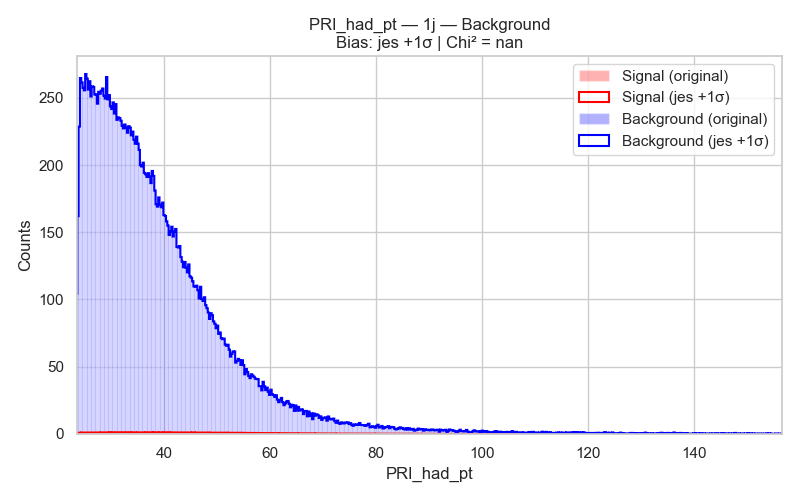 PRI_had_pt — 1j — Background
Bias: jes +1σ | Chi² = nan
Signal (original)
Signal (jes +1σ)
Background (original)
Background (jes +1σ)
Counts
250
200
150
100
50
0
40
60
80
100
120
140
PRI_had_pt